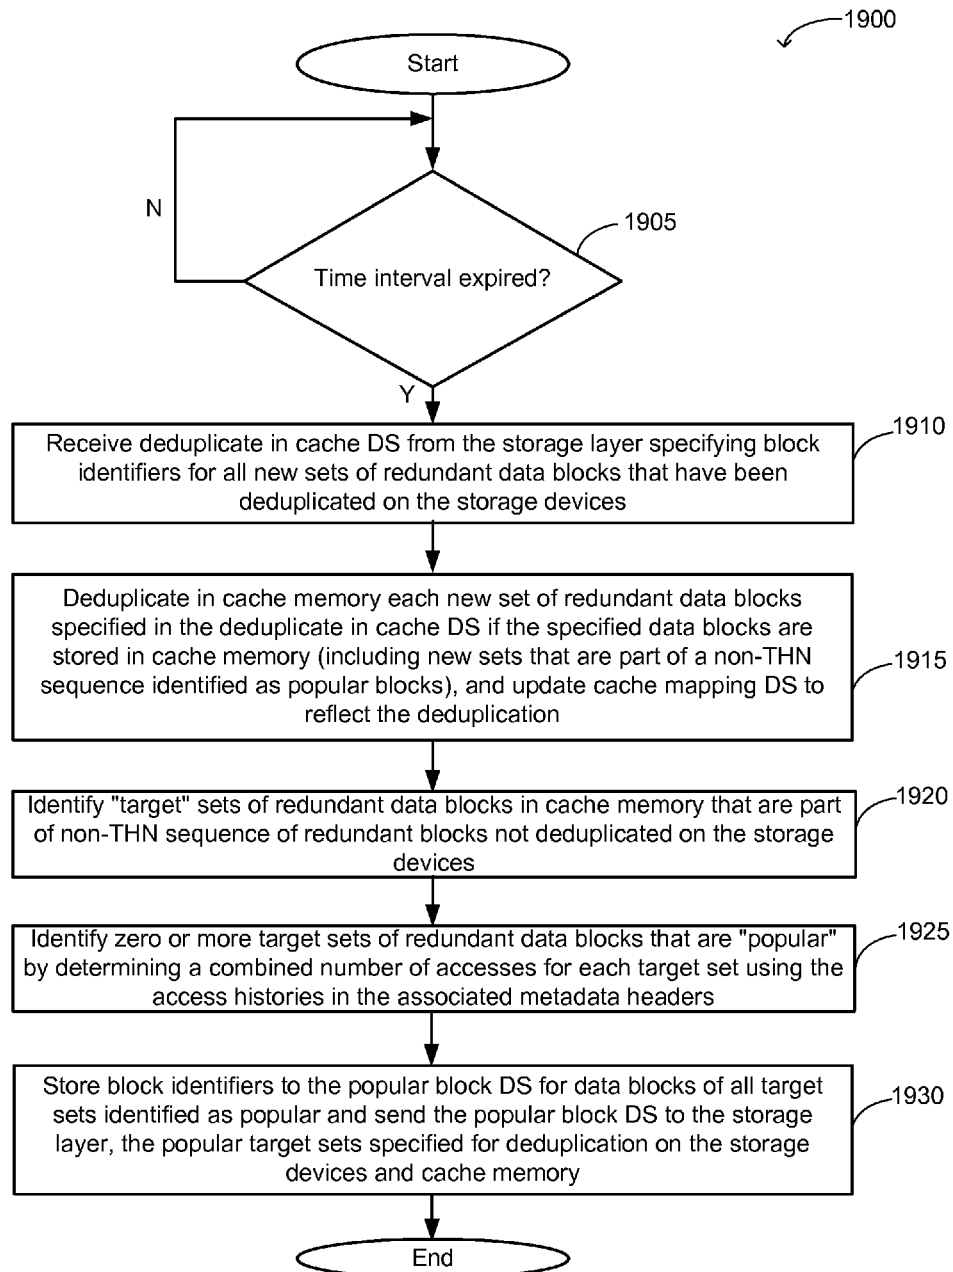 1900
Start
N
1905
Time interval expired?
Y
1910
Receive deduplicate in cache DS from the storage layer specifying block
identifiers for all new sets of redundant data blocks that have been
deduplicated on the storage devices
Deduplicate in cache memory each new set of redundant data blocks
specified in the deduplicate in cache DS if the specified data blocks are
stored in cache memory (including new sets that are part of a non-THN
sequence identified as popular blocks), and update cache mapping DS to
reflect the deduplication
1915
Identify "target" sets of redundant data blocks in cache memory that are part
of non-THN sequence of redundant blocks not deduplicated on the storage
devices
1920
Identify zero or more target sets of redundant data blocks that are "popular"
by determining a combined number of accesses for each target set using the
access histories in the associated metadata headers
1925
Store block identifiers to the popular block DS for data blocks of all target
sets identified as popular and send the popular block DS to the storage
layer, the popular target sets specified for deduplication on the storage
devices and cache memory
1930
End